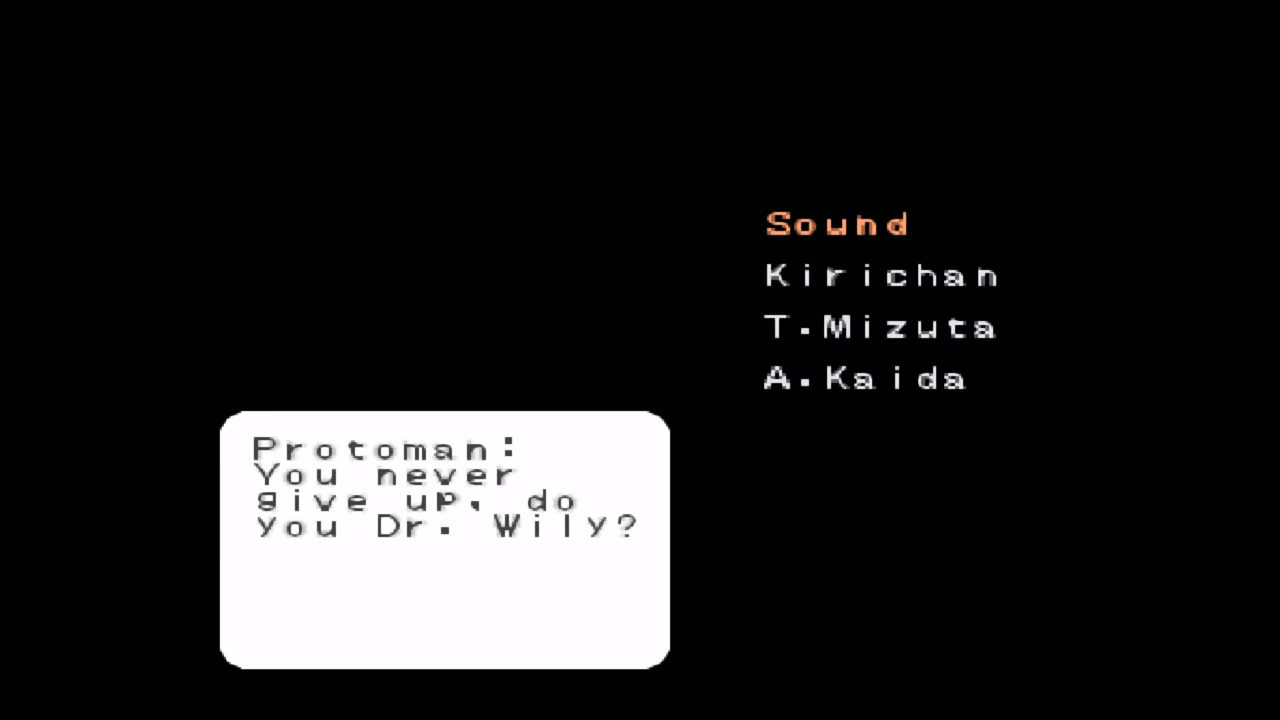 Sound
Kirichan
T.Mizuta
A.Kaida
Protoman:
You never
give up, do
you Dr. Wily?